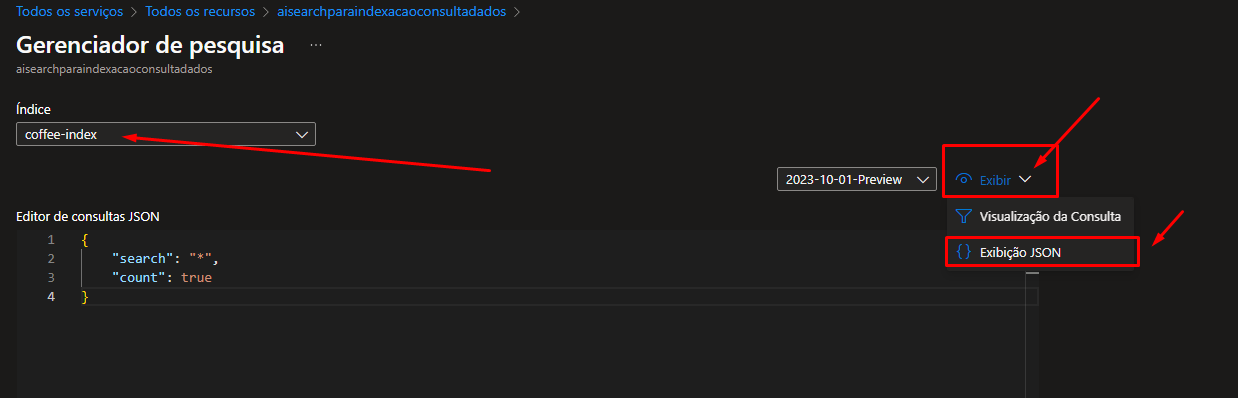 Todos os serviços > Todos os recursos > aisearchparaindexacaoconsultadados >
Gerenciador de pesquisa ...
aisearchparaindexacaoconsultadados
Índice
coffee-index
2023-10-01-Preview
Exibir
Visualização da Consulta
Exibição JSON
Editor de consultas JSON
1 {
2 "search": "*",
3 "count": true
4 }